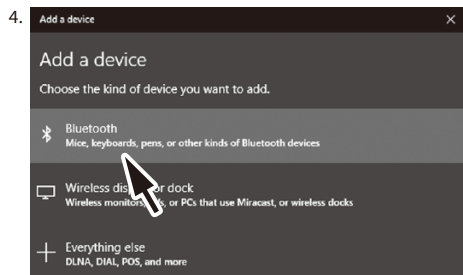 4.
Add a device
Add a device
Choose the kind of device you want to add.
Bluetooth
Mice, keyboards, pens, or other kinds of Bluetooth devices
Wireless or dock
Wireless monitors, or PCs that use Miracast, or wireless docks
Everything else
DLNA, DIAL, POS, and more